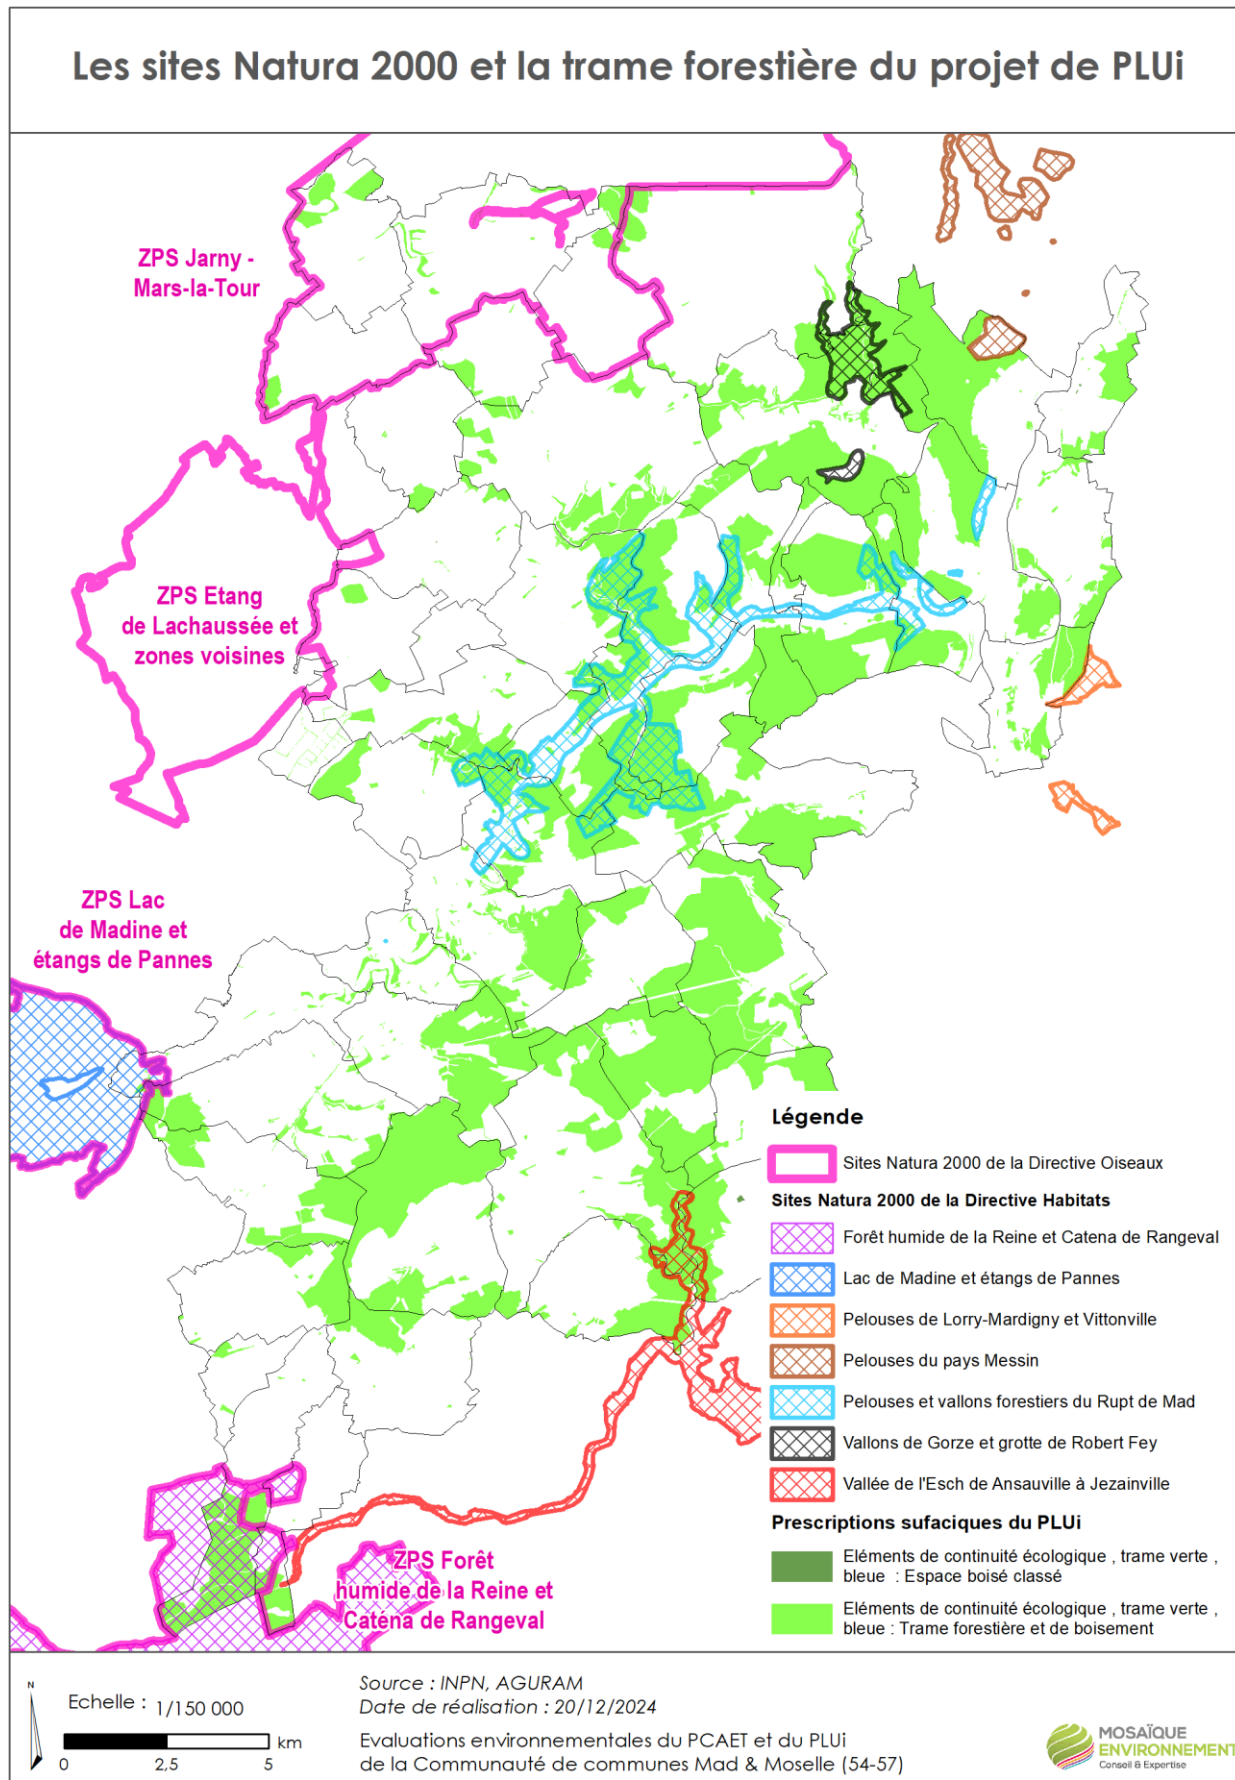 Les sites Natura 2000 et la trame forestière du projet de PLUi
ZPS Jarny -
Mars-la-Tour
ZPS Etang
de Lachaussée et
zones voisines
ZPS Lac
de Madine et
étangs de Pannes
ZPS Forêt
humide de la Reine et
Caténa de Rangeval
Légende
Sites Natura 2000 de la Directive Oiseaux
Sites Natura 2000 de la Directive Habitats
Forêt humide de la Reine et Catena de Rangeval
Lac de Madine et étangs de Pannes
Pelouses de Lorry-Mardigny et Vittonville
Pelouses du pays Messin
Pelouses et vallons forestiers du Rupt de Mad
Vallons de Gorze et grotte de Robert Fey
Vallée de l'Esch de Ansauville à Jezainville
Prescriptions sufaciques du PLUi
Eléments de continuité écologique , trame verte ,
bleue : Espace boisé classé
Eléments de continuité écologique , trame verte ,
bleue : Trame forestière et de boisement
N
Echelle : 1/150 000
0 2,5 5 km
Source : INPN, AGURAM
Date de réalisation : 20/12/2024
Evaluations environnementales du PCAET et du PLUi
de la Communauté de communes Mad & Moselle (54-57)
MOSAÏQUE
ENVIRONNEMENT
Conseil & Expertise